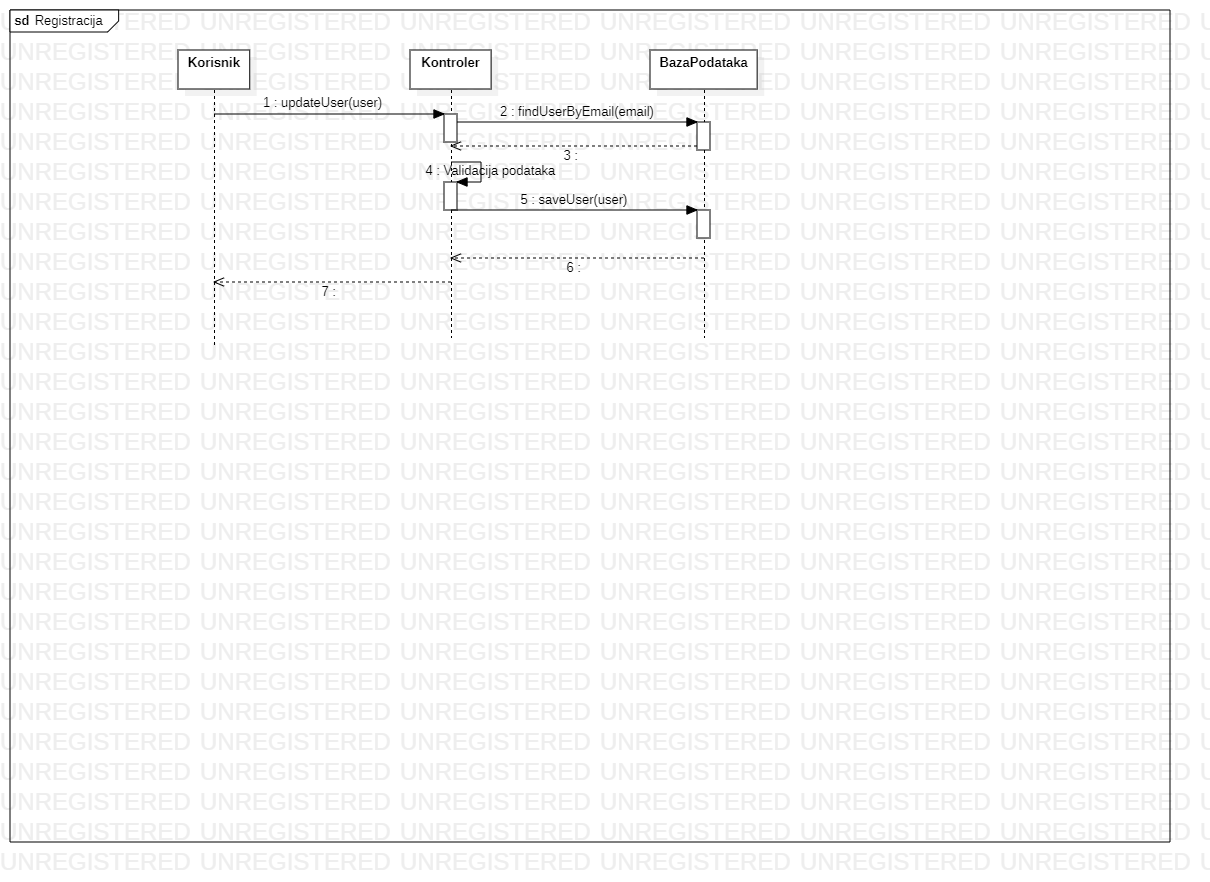 sd Registracija
Korisnik
Kontroler
BazaPodataka
1 : updateUser(user)
2 : findUserByEmail(email)
3 :
4 : Validacija podataka
5 : saveUser(user)
6 :
7 :
UNREGISTERED